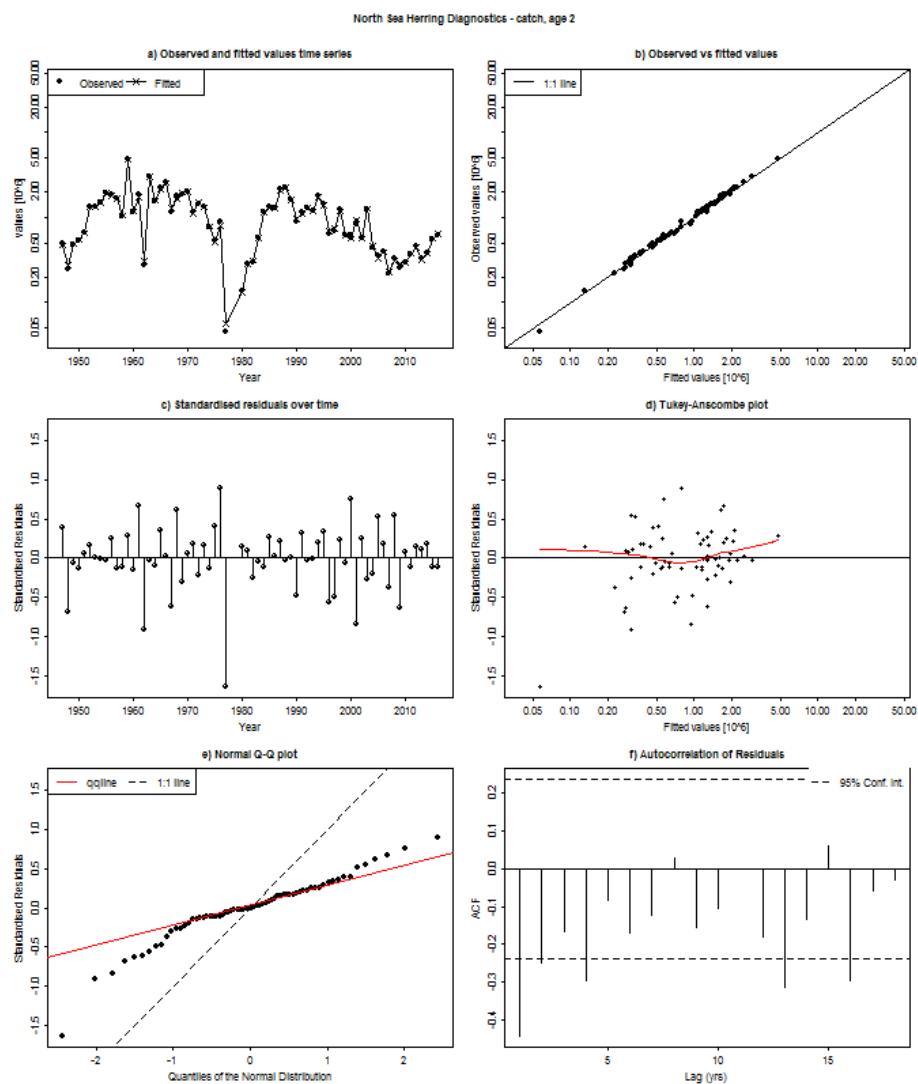 North Sea Herring Diagnostics - catch, age 2
a) Observed and fitted values time series
Observed Fitted
values [10^6]
50.00
20.00
5.00
2.00
0.50
0.20
0.05
1950 1960 1970 1980 1990 2000 2010
Year
b) Observed vs fitted values
1:1 line
Observed values [10^6]
50.00
20.00
5.00
2.00
0.50
0.20
0.05
0.05 0.10 0.20 0.50 1.00 2.00 5.00 10.00 20.00 50.00
Fitted values [10^6]
c) Standardised residuals over time
Standardised Residuals
1.5
1.0
0.5
0.0
-0.5
-1.0
-1.5
1950 1960 1970 1980 1990 2000 2010
Year
d) Tukey-Anscombe plot
Standardised Residuals
1.5
1.0
0.5
0.0
-0.5
-1.0
-1.5
0.05 0.10 0.20 0.50 1.00 2.00 5.00 10.00 20.00 50.00
Fitted values [10^6]
e) Normal Q-Q plot
qqline 1:1 line
Standardised Residuals
1.5
1.0
0.5
0.0
-0.5
-1.0
-1.5
-2 -1 0 1 2
Quantiles of the Normal Distribution
f) Autocorrelation of Residuals
95% Conf. Int.
ACF
0.2
0.1
0.0
-0.1
-0.2
-0.3
-0.4
5 10 15
Lag (yrs)